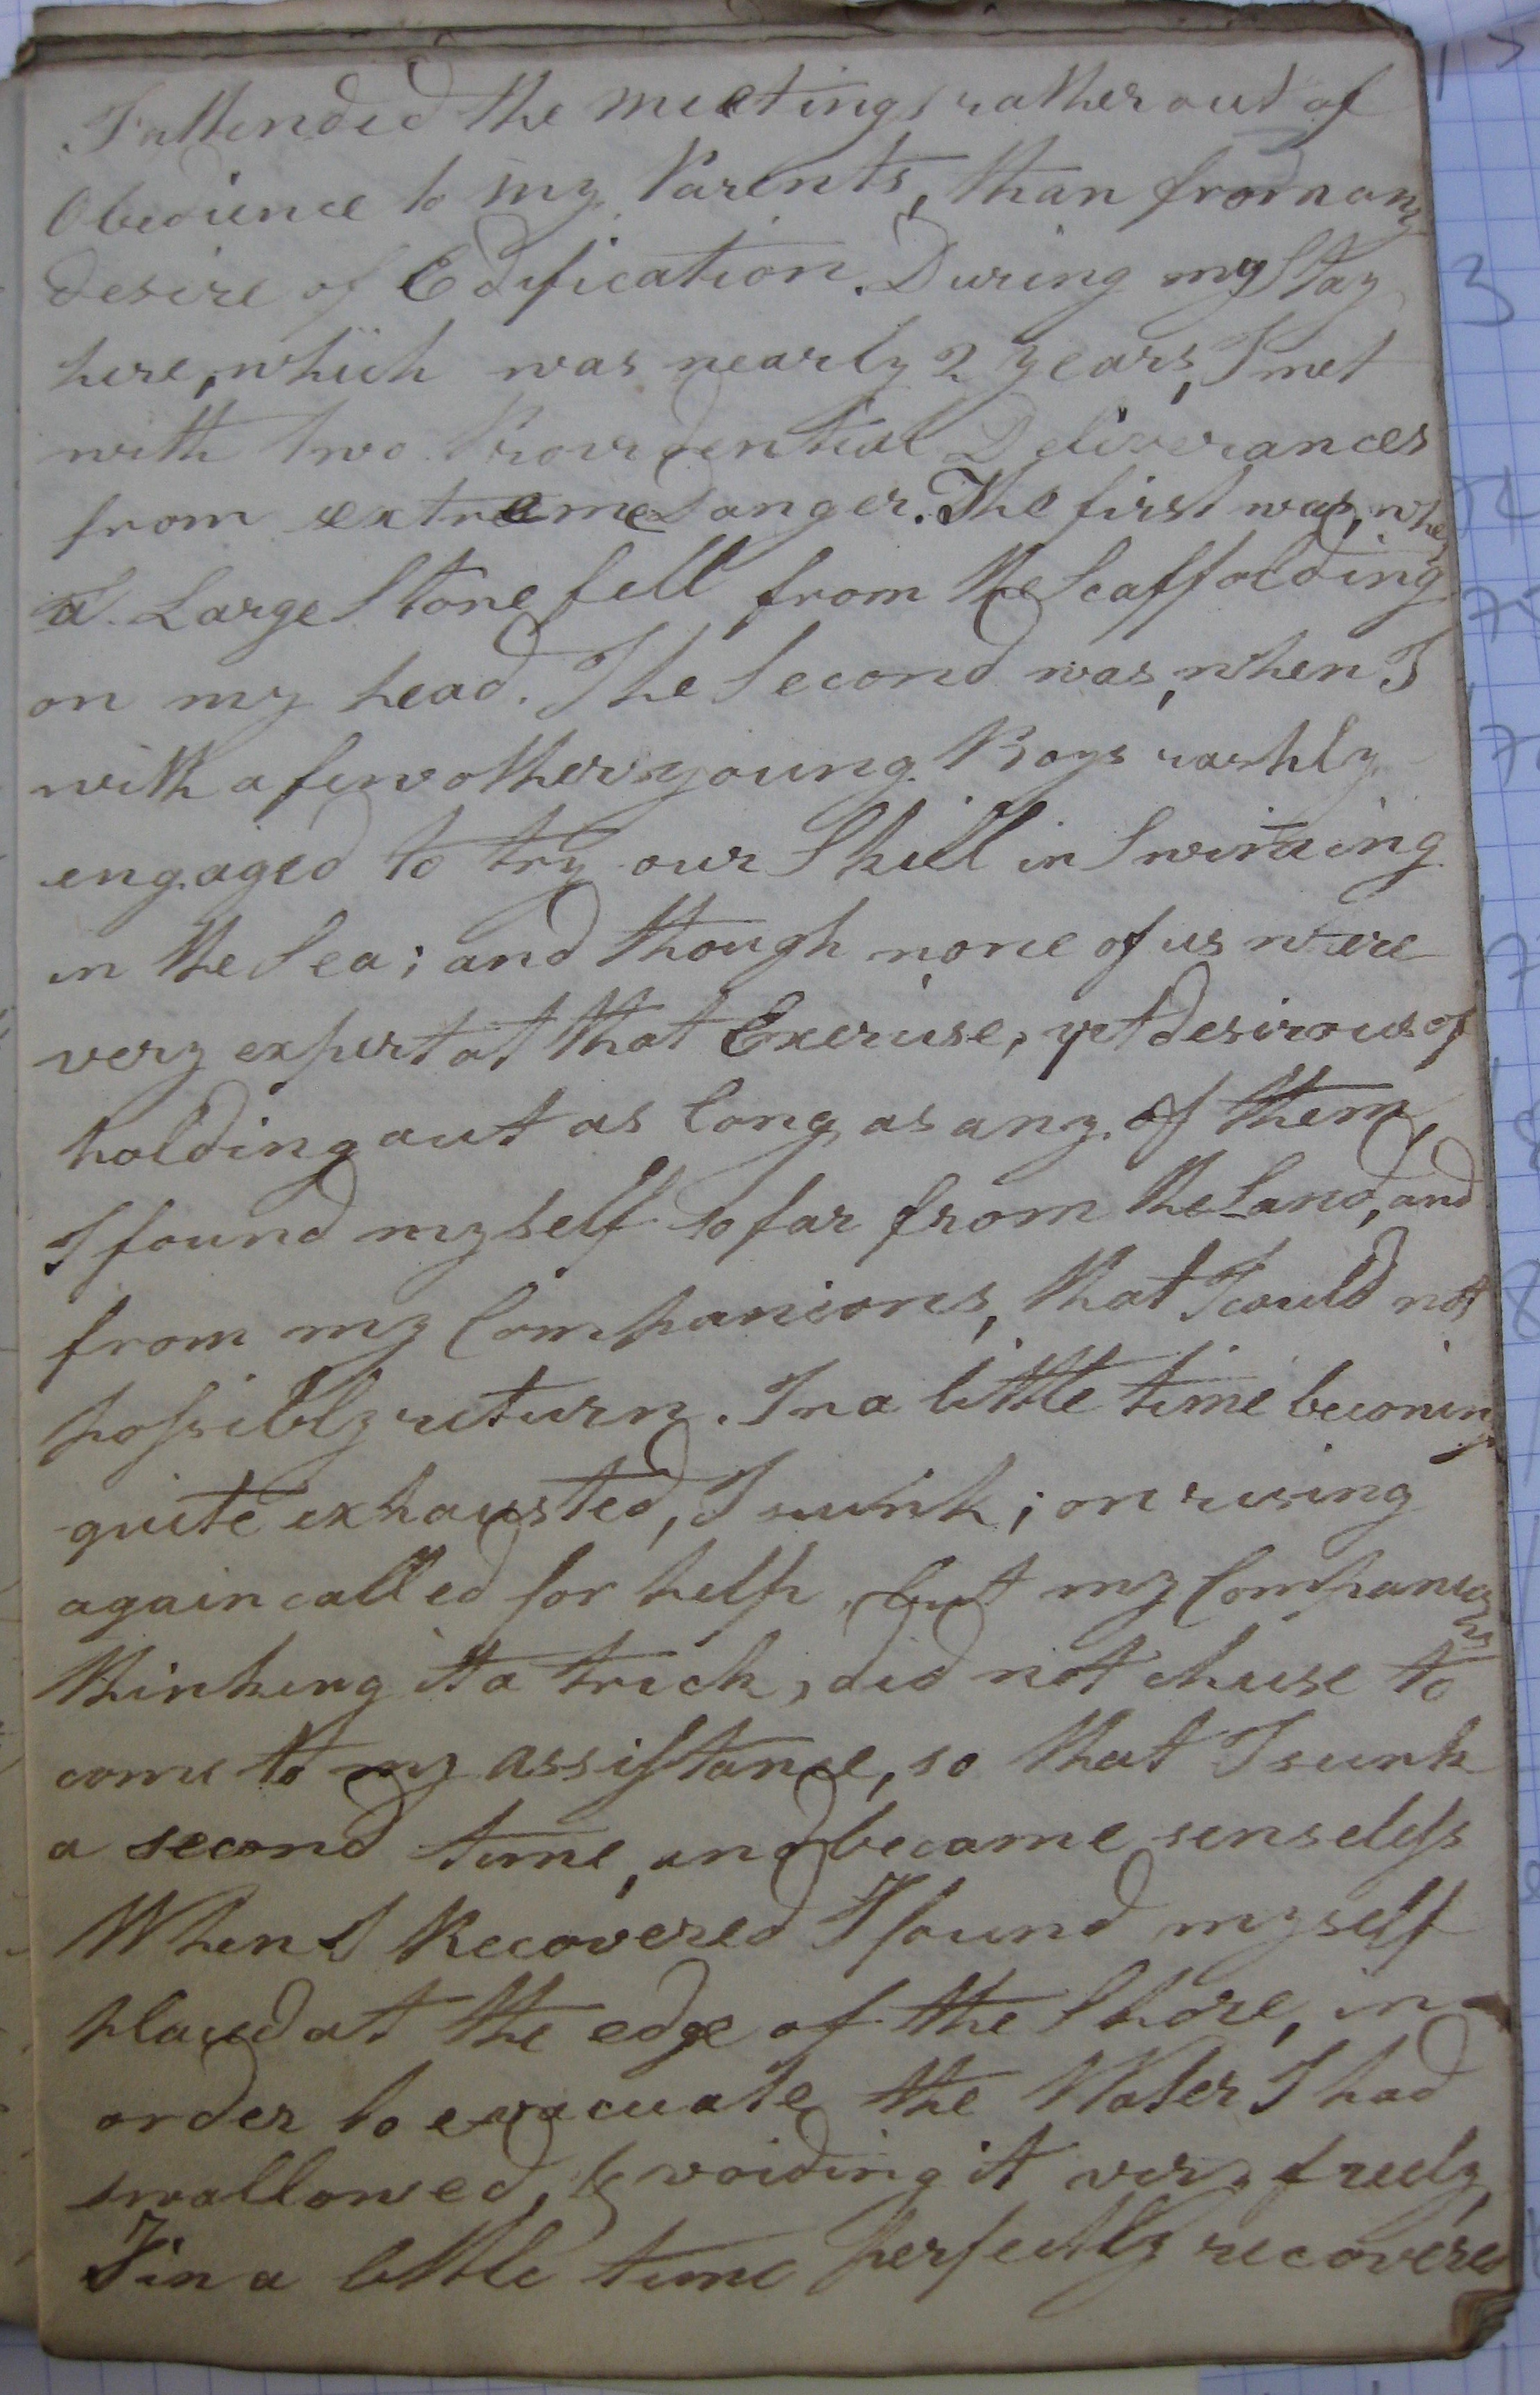 I attended the meetings rather out of
Obedience to my Parents, than from any
desire of Edification. During my Stay
here, which was nearly 2 years, I met
with two Providential Deliverances
from extreme Danger. The first was, when
a Large Stone fell from the Scaffolding
on my head. The Second was, when I
with a few other young Boys rashly
engaged to try our Skill in Swiming
in the Sea; and though none of us were
very expert at that Exercise, yet desirous of
holding out as long as any of them,
I found myself so far from the Land, and
from my Companions, that I could not
possibly return. In a little time becoming
quite exhausted, I sunk; on rising
again called for help, but my Companions
thinking it a trick, did not chuse to
come to my assistance, so that I sunk
a second time, and became senseless
When I Recovered I found myself
placed at the edge of the Shore, in
order to evacuate the Water I had
swallowed, & voiding it very freely,
I in a little time perfectly recovered